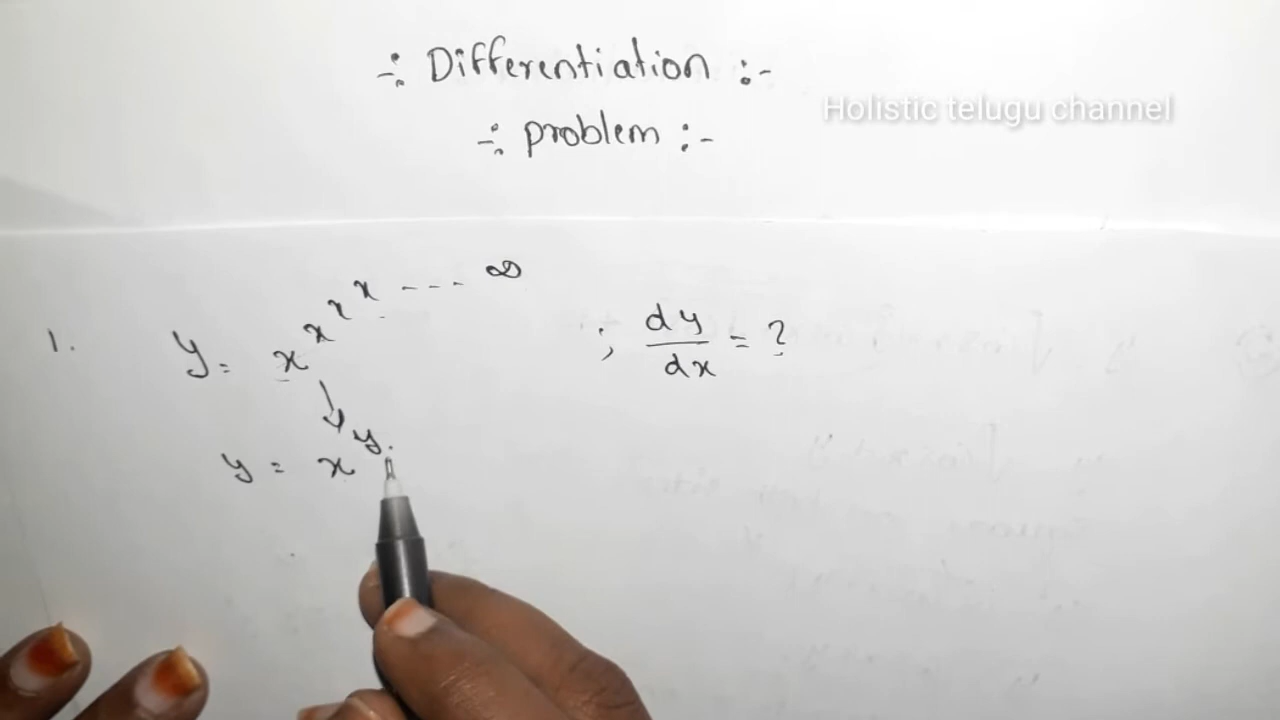 -: Differentiation :-
Holistic telugu channel
-: problem :-
1. y = x^x^x^x --- ∞ ; dy/dx = ?
y = x^y.